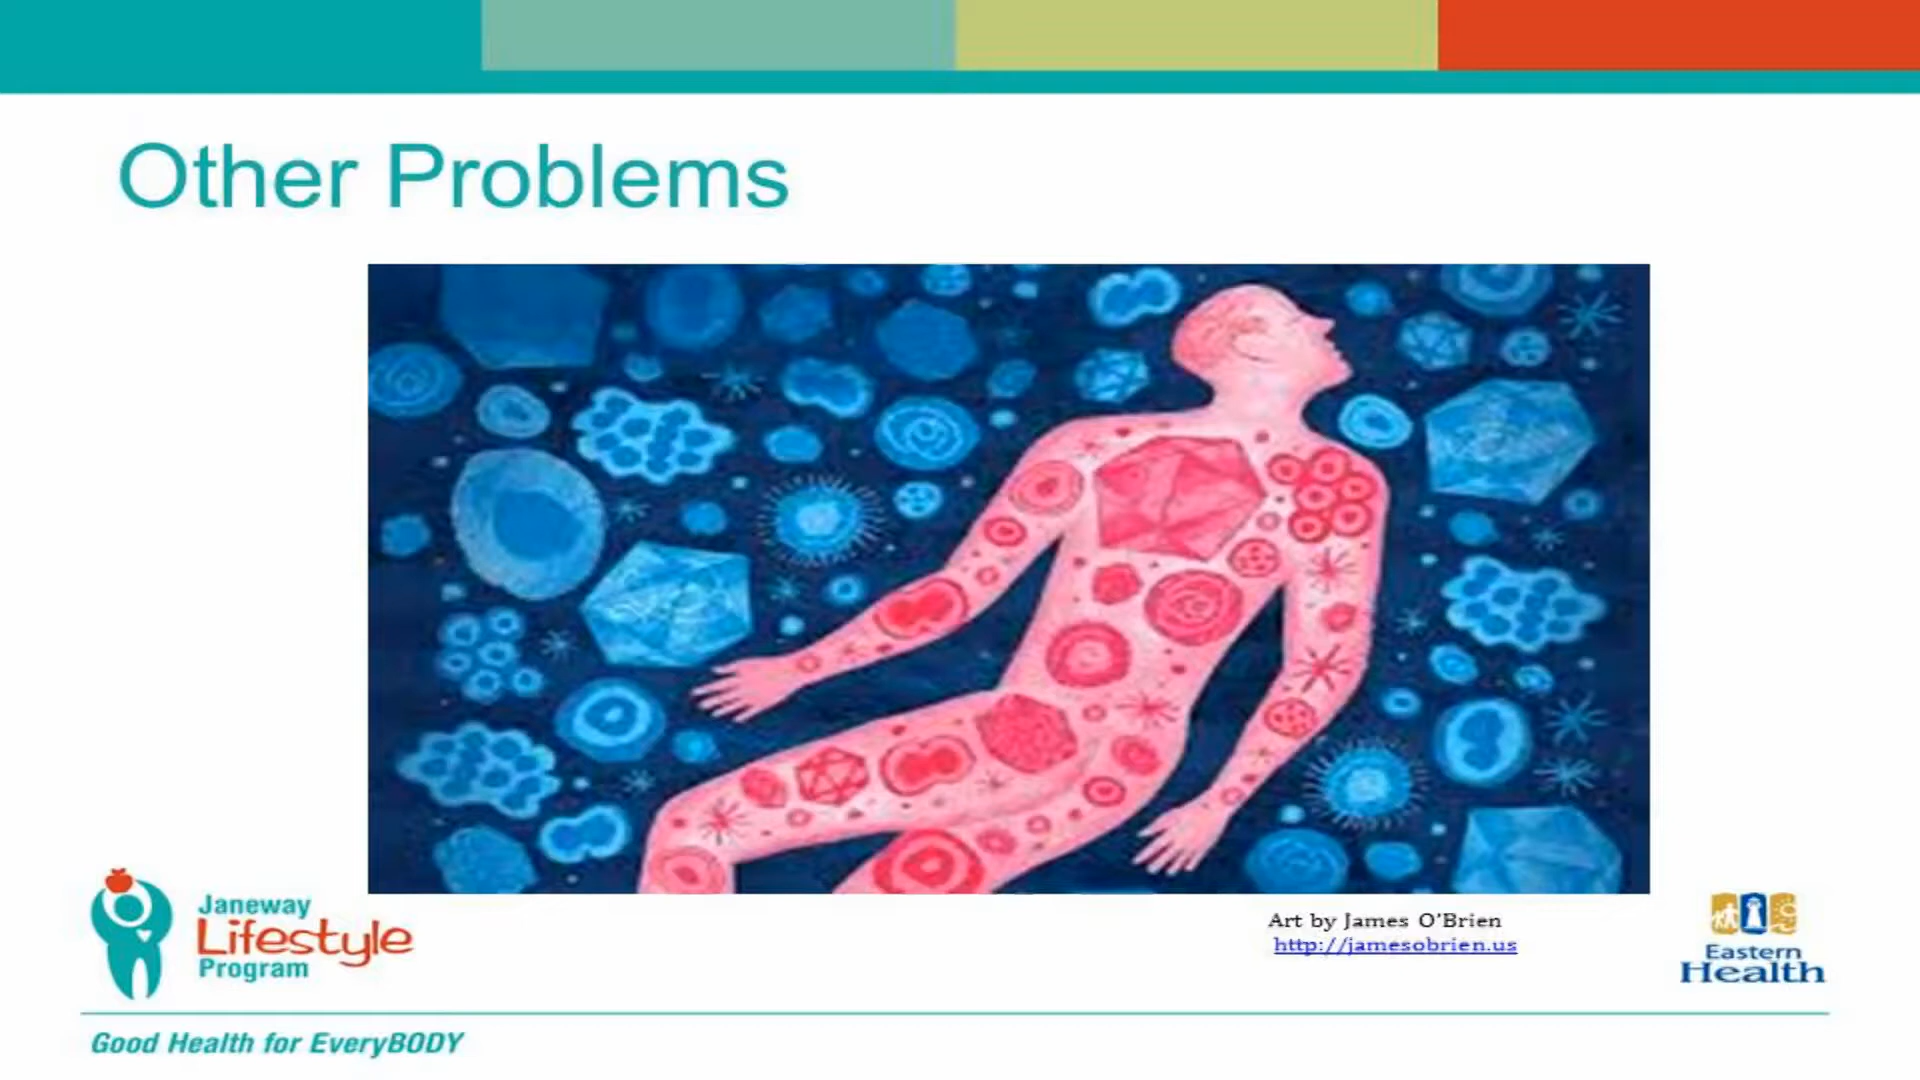 Other Problems
Art by James O'Brien
http://jamesobrien.us
Janeway
Lifestyle
Program
Eastern
Health
Good Health for EveryBODY